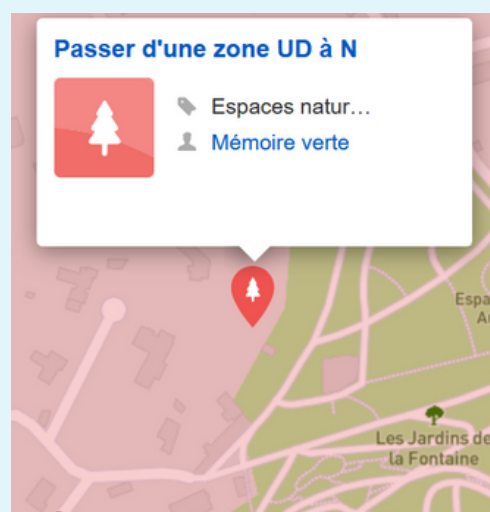 Passer d'une zone UD à N
Espaces natur…
Mémoire verte
Espa
Les Jardins de
la Fontaine